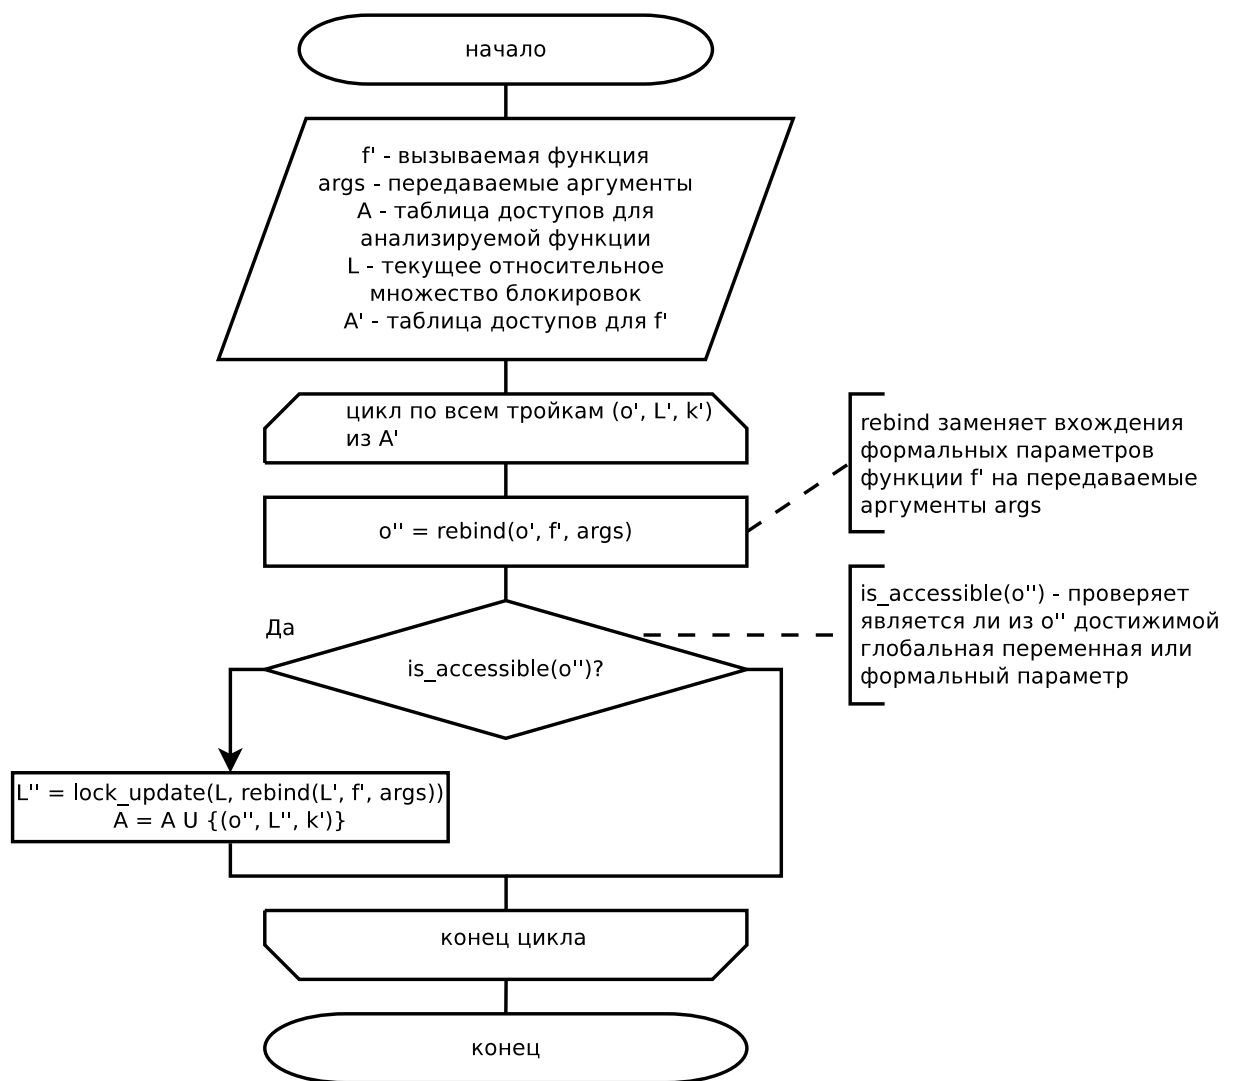 начало
f' - вызываемая функция
args - передаваемые аргументы
A - таблица доступов для
анализируемой функции
L - текущее относительное
множество блокировок
A' - таблица доступов для f'
цикл по всем тройкам (o', L', k')
из A'
rebind заменяет вхождения
формальных параметров
функции f' на передаваемые
аргументы args
o'' = rebind(o', f', args)
is_accessible(o'') - проверяет
является ли из o'' достижимой
глобальная переменная или
формальный параметр
Да
is_accessible(o'')?
L'' = lock_update(L, rebind(L', f', args))
A = A U {(o'', L'', k')}
конец цикла
конец